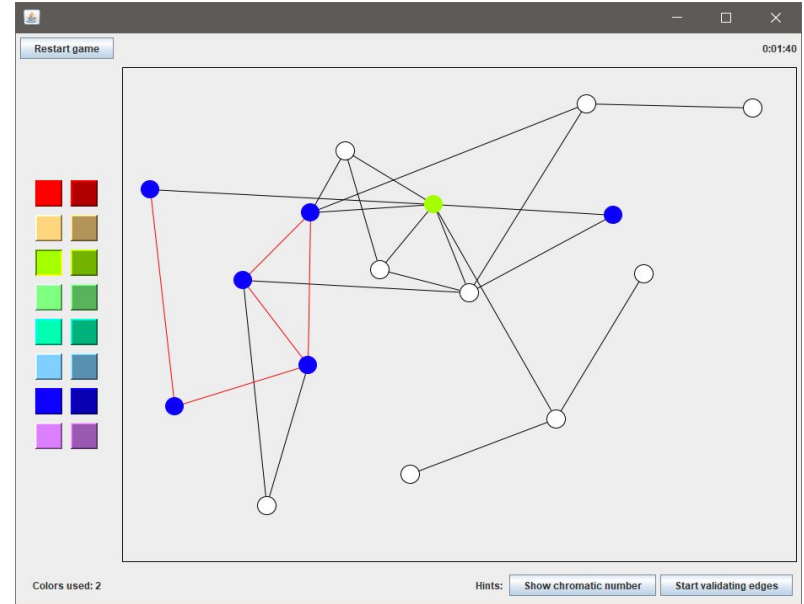 Restart game
0:01:40
Colors used: 2
Hints:
Show chromatic number
Start validating edges